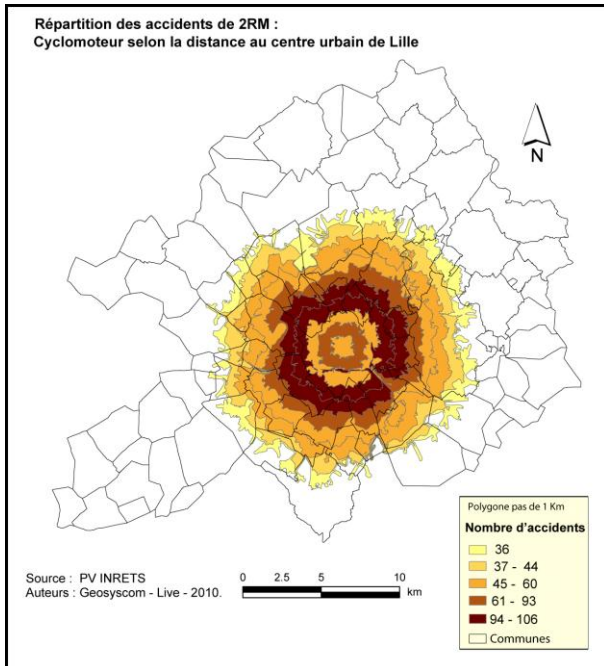 Répartition des accidents de 2RM :
Cyclomoteur selon la distance au centre urbain de Lille
N
Polygone pas de 1 Km
Nombre d'accidents
36
37 - 44
45 - 60
61 - 93
94 - 106
Communes
Source : PV INRETS
Auteurs : Geosyscom - Live - 2010.
0 2.5 5 10
km